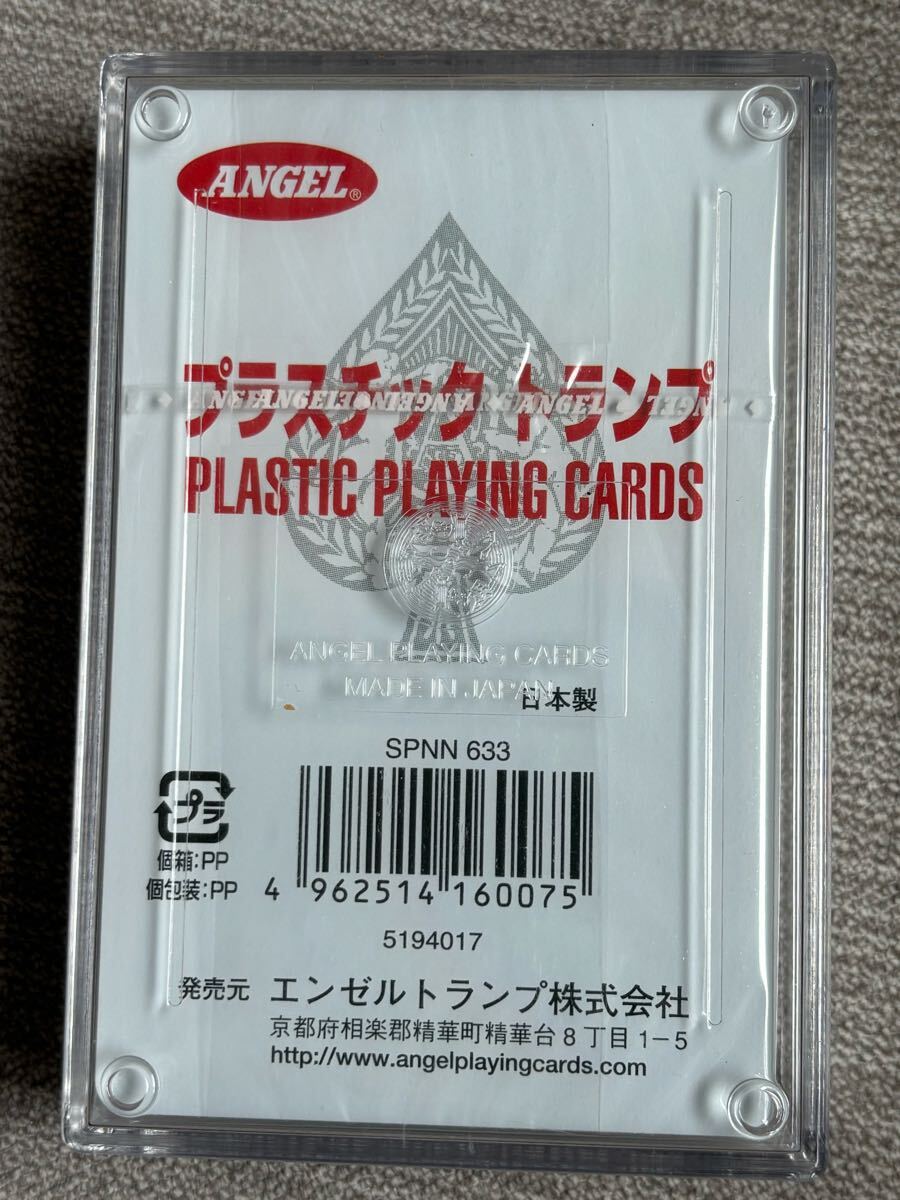 ANGEL®
プラスチックトランプ
ANGEL ANGEL ANGEL ANGEL
PLASTIC PLAYING CARDS
ANGEL PLAYING CARDS
MADE IN JAPAN
日本製
SPNN 633
プラ
個箱:PP
個包装:PP
4 962514 160075
5194017
発売元 エンゼルトランプ株式会社
京都府相楽郡精華町精華台8丁目1-5
http://www.angelplayingcards.com